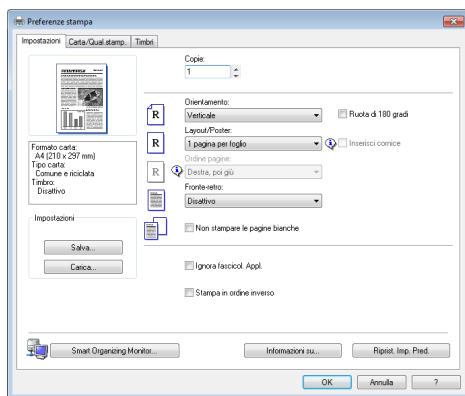 Preferenze stampa
Impostazioni
Carta/Qual.stamp.
Timbri
Copie:
1
Orientamento:
R
Verticale
Ruota di 180 gradi
Layout/Poster:
R
1 pagina per foglio
Inserisci cornice
Ordine pagine:
R
Destra, poi giù
Fronte-retro:
Disattivo
Non stampare le pagine bianche
Ignora fascicol. Appl.
Stampa in ordine inverso
Formato carta:
A4 (210 x 297 mm)
Tipo carta:
Comune e riciclata
Timbro:
Disattivo
Impostazioni
Salva...
Carica...
Smart Organizing Monitor...
Informazioni su...
Riprist. Imp. Pred.
OK
Annulla
?